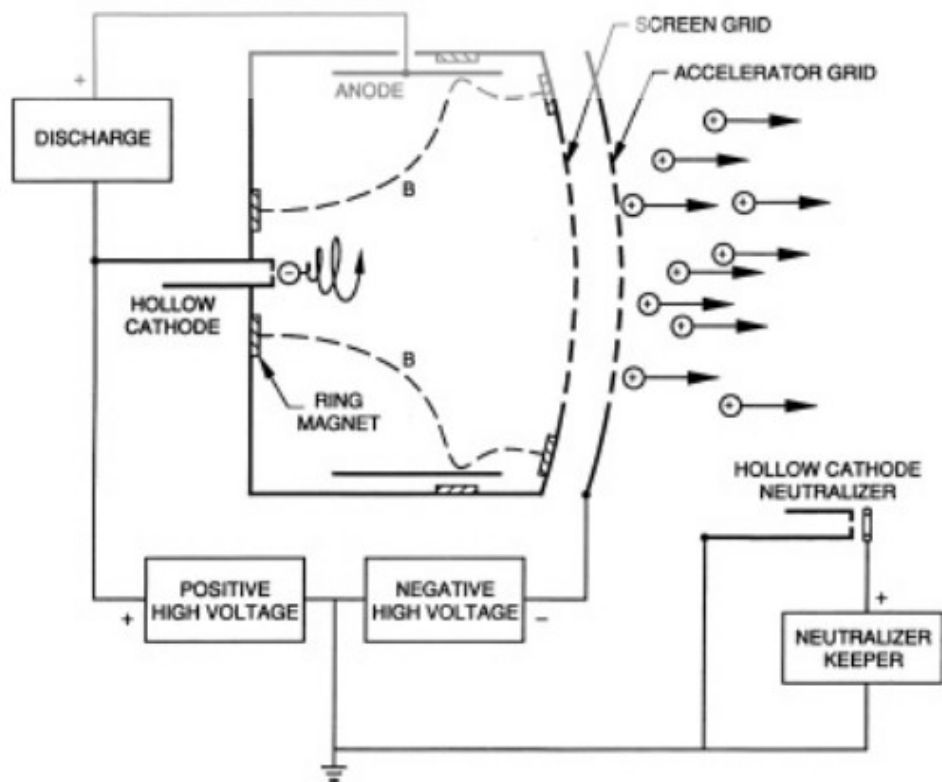 SCREEN GRID
ACCELERATOR GRID
+
ANODE
DISCHARGE
B
+
+
+
+
+
+
+
−
+
+
HOLLOW
CATHODE
+
B
RING
MAGNET
+
+
HOLLOW CATHODE
NEUTRALIZER
POSITIVE
HIGH VOLTAGE
NEGATIVE
HIGH VOLTAGE
+
−
+
NEUTRALIZER
KEEPER